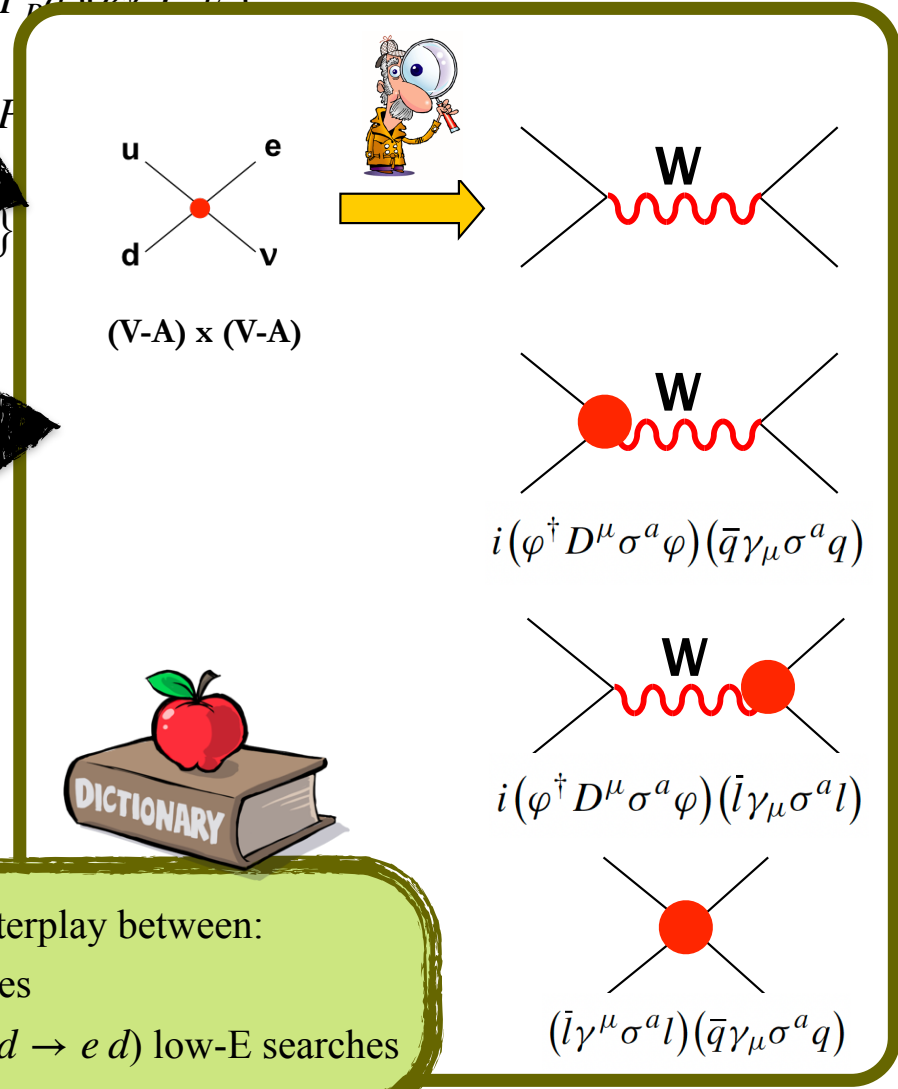 u e
W
d ν
(V-A) x (V-A)
W
i(φ† D^μ σ^a φ)(q̄ γ_μ σ^a q)
W
i(φ† D^μ σ^a φ)(l̄ γ_μ σ^a l)
DICTIONARY
terplay between:
es
d → e d) low-E searches
(l̄ γ^μ σ^a l)(q̄ γ_μ σ^a q)